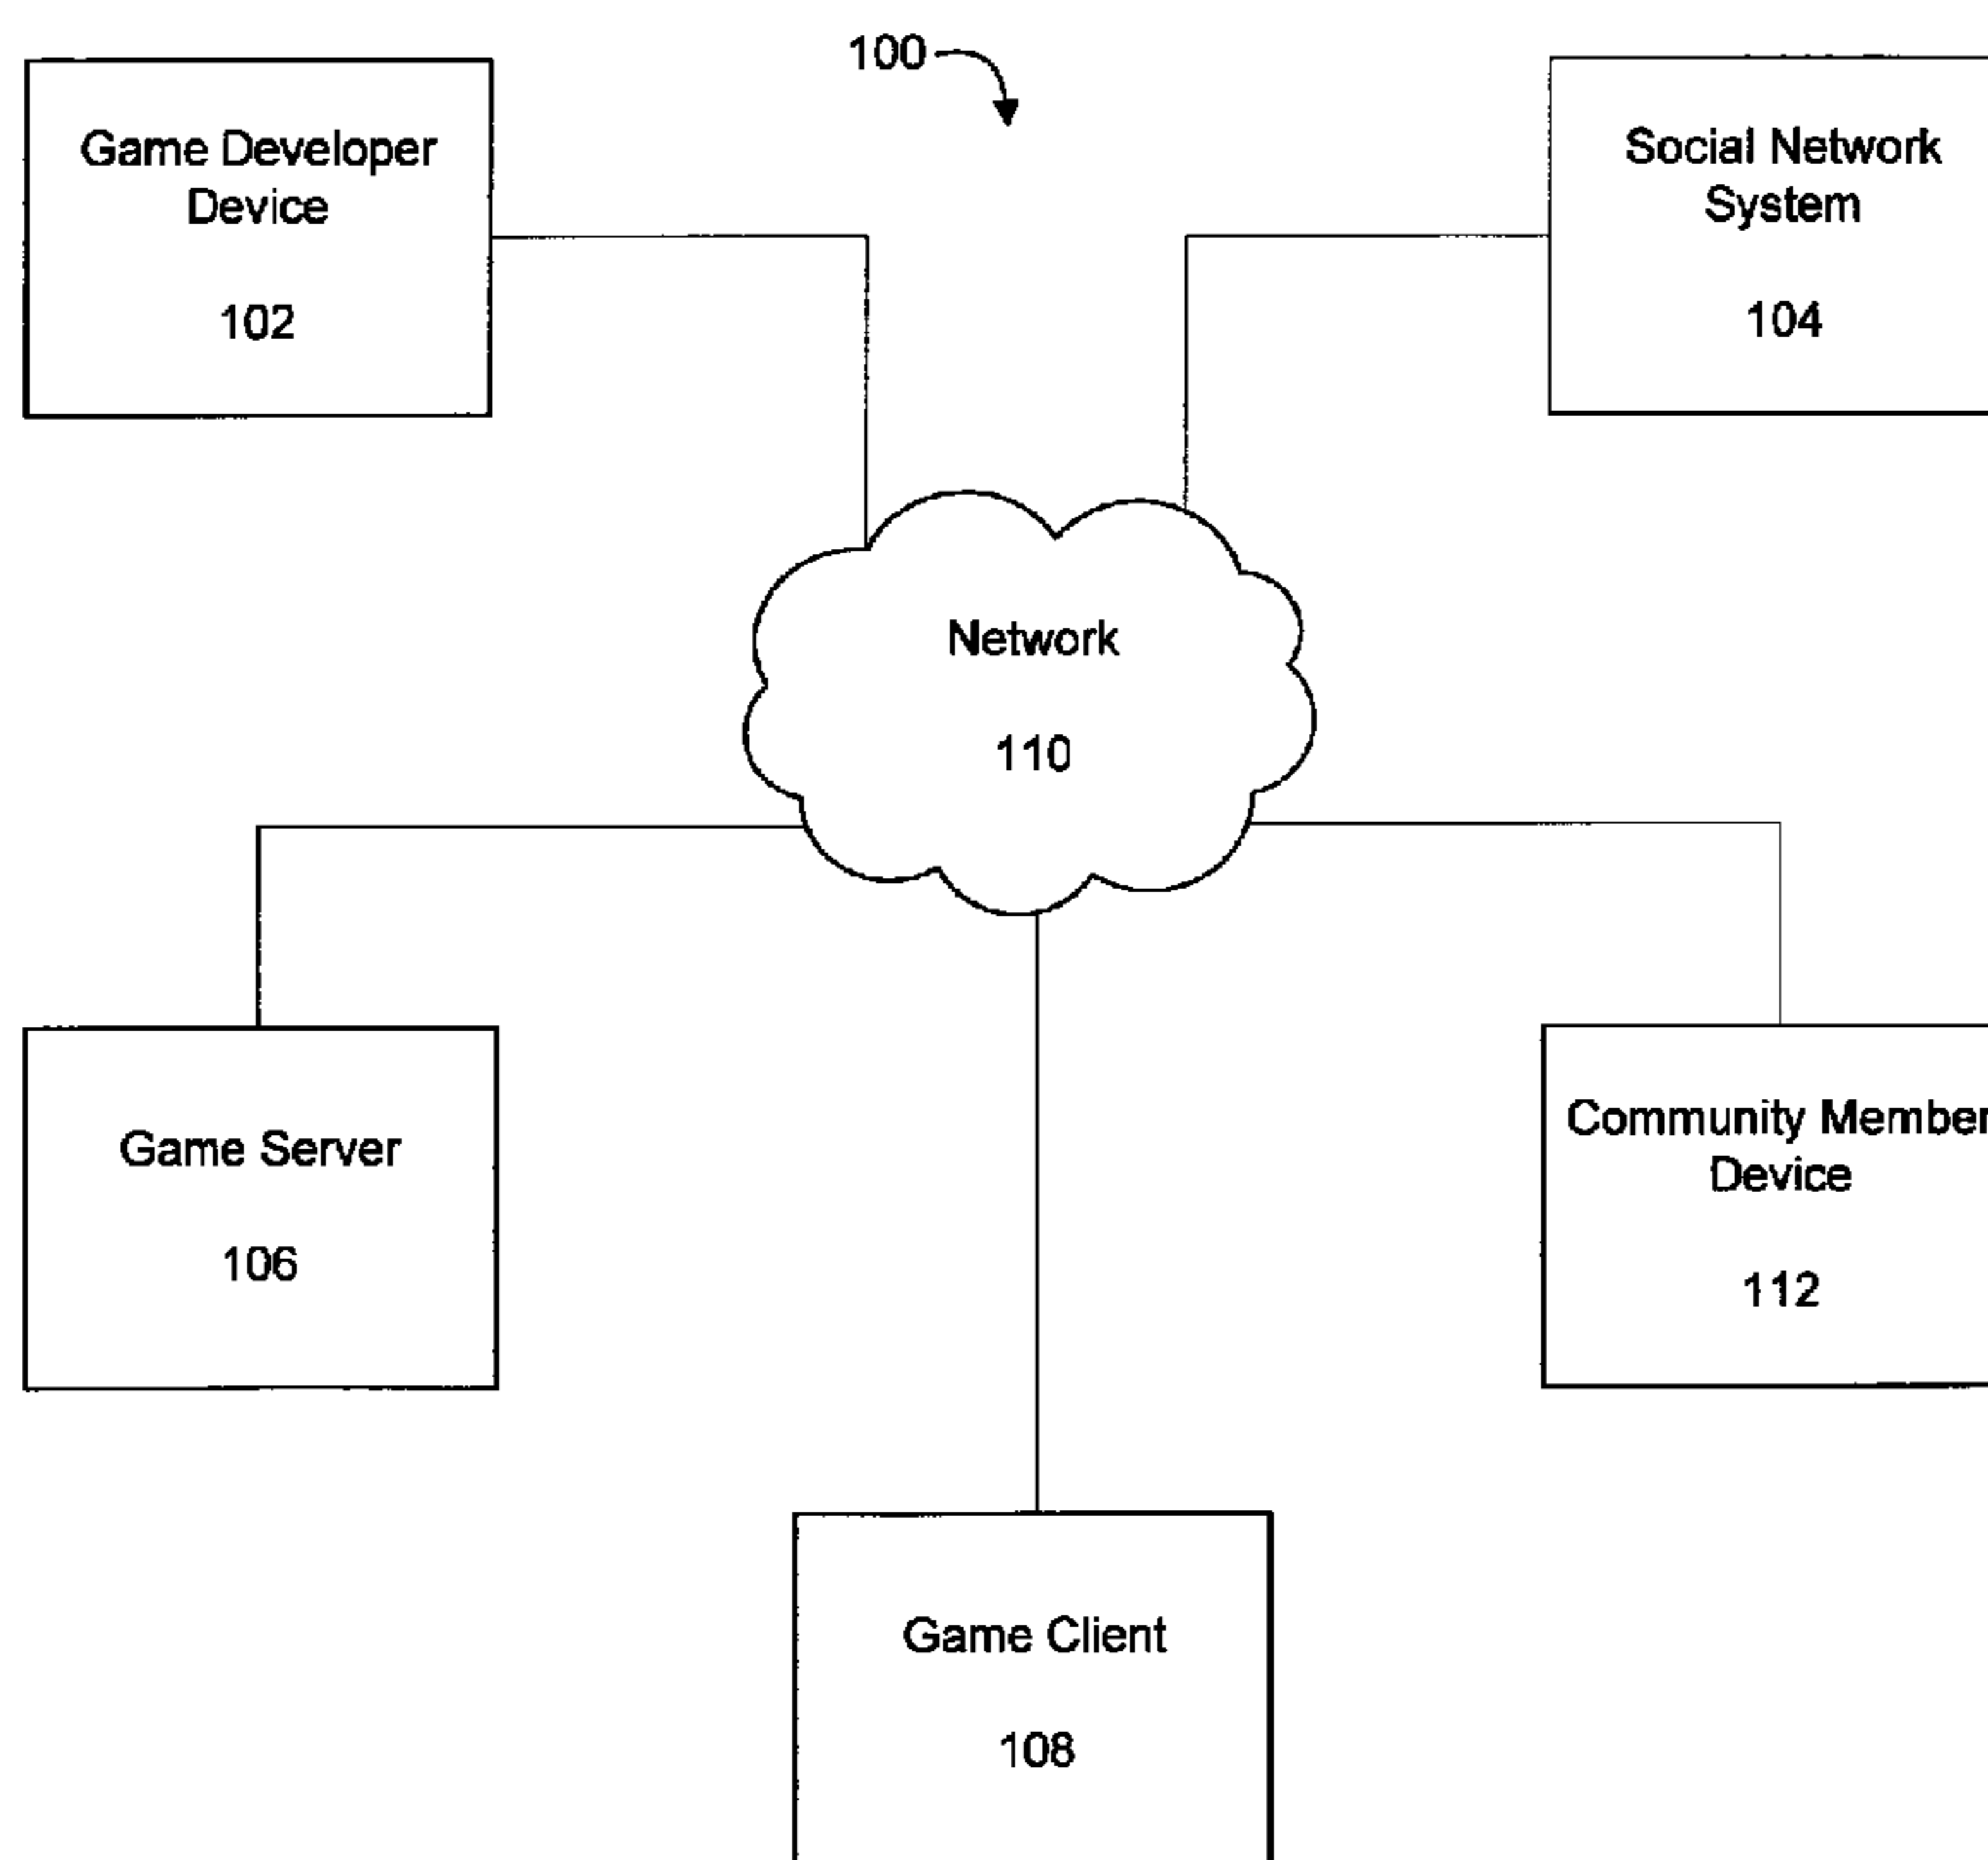 100
Game Developer
Device
102
Social Network
System
104
Network
110
Game Server
106
Community Member
Device
112
Game Client
108